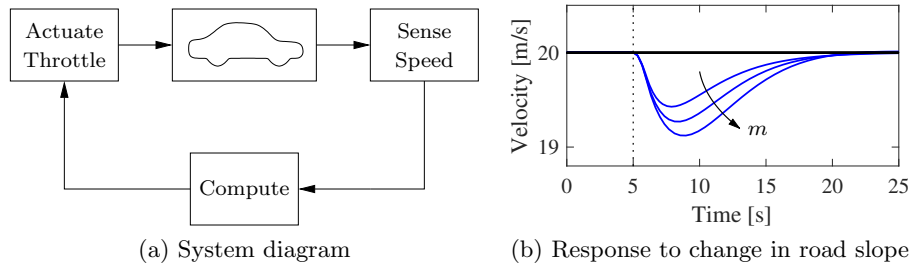 Actuate
Throttle
Sense
Speed
Compute
(a) System diagram
Velocity [m/s]
20
19
m
0 5 10 15 20 25
Time [s]
(b) Response to change in road slope